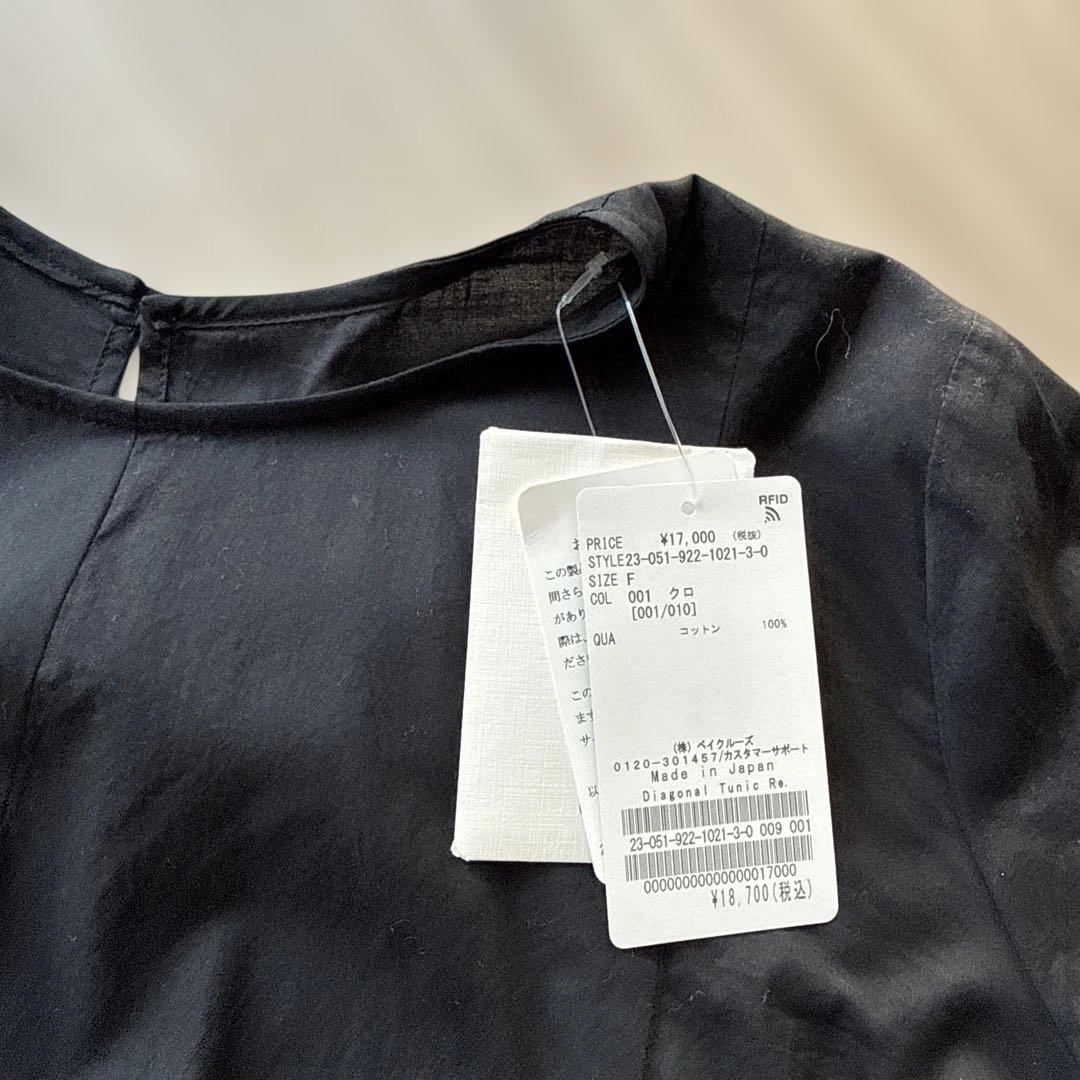 RFID
PRICE ¥17,000 (税抜)
STYLE23-051-922-1021-3-0
SIZE F
COL 001 クロ
[001/010]
QUA コットン 100%
(株) ベイクルーズ
0120-301457/カスタマーサポート
Made in Japan
Diagonal Tunic Re.
23-051-922-1021-3-0 009 001
00000000000000017000
¥18,700(税込)
この製
間さら
があり
際は、
ださ
この
ます
サー
以